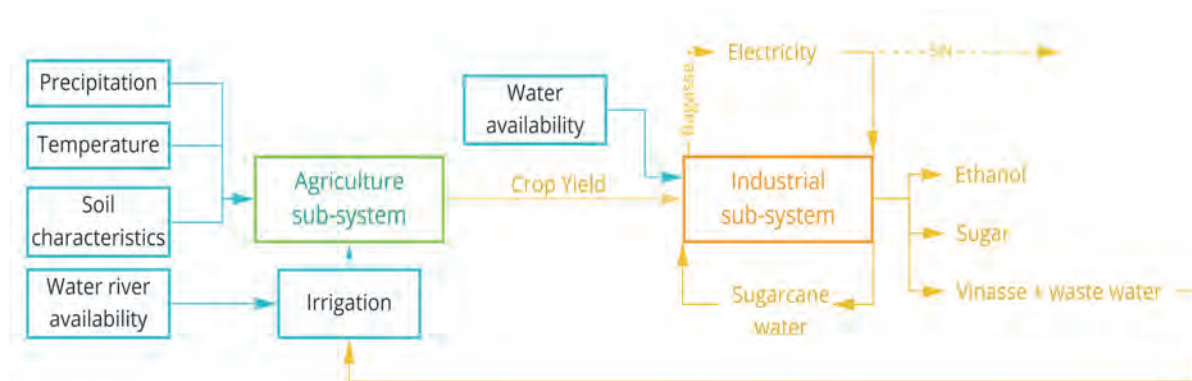 Electricity
SIN
Precipitation
Water
availability
Bagasse
Temperature
Agriculture
sub-system
Crop Yield
Industrial
sub-system
Ethanol
Soil
characteristics
Sugar
Water river
availability
Irrigation
Sugarcane
water
Vinasse + waste water